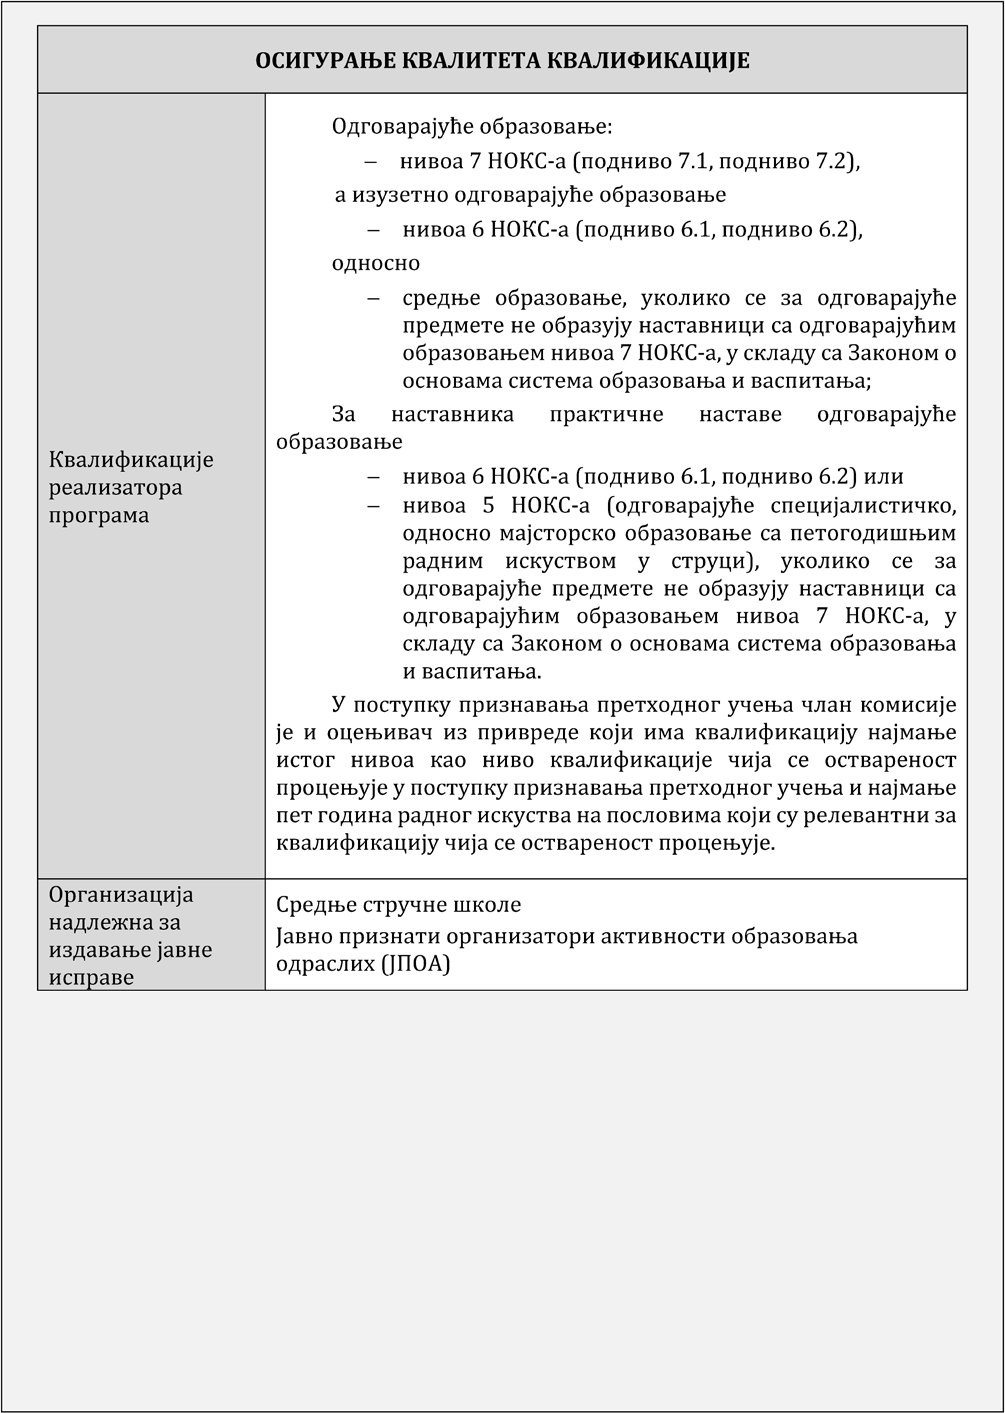 ОСИГУРАЊЕ КВАЛИТЕТА КВАЛИФИКАЦИЈЕ
Квалификације
реализатора
програма
Одговарајуће образовање:
– нивоа 7 НОКС-а (подниво 7.1, подниво 7.2),
а изузетно одговарајуће образовање
– нивоа 6 НОКС-а (подниво 6.1, подниво 6.2),
односно
– средње образовање, уколико се за одговарајуће
предмете не образују наставници са одговарајућим
образовањем нивоа 7 НОКС-а, у складу са Законом о
основама система образовања и васпитања;
За наставника практичне наставе одговарајуће
образовање
– нивоа 6 НОКС-а (подниво 6.1, подниво 6.2) или
– нивоа 5 НОКС-а (одговарајуће специјалистичко,
односно мајсторско образовање са петогодишњим
радним искуством у струци), уколико се за
одговарајуће предмете не образују наставници са
одговарајућим образовањем нивоа 7 НОКС-а, у
складу са Законом о основама система образовања
и васпитања.
У поступку признавања претходног учења члан комисије
је и оцењивач из привреде који има квалификацију најмање
истог нивоа као ниво квалификације чија се оствареност
процењује у поступку признавања претходног учења и најмање
пет година радног искуства на пословима који су релевантни за
квалификацију чија се оствареност процењује.
Организација
надлежна за
издавање јавне
исправе
Средње стручне школе
Јавно признати организатори активности образовања
одраслих (ЈПОА)